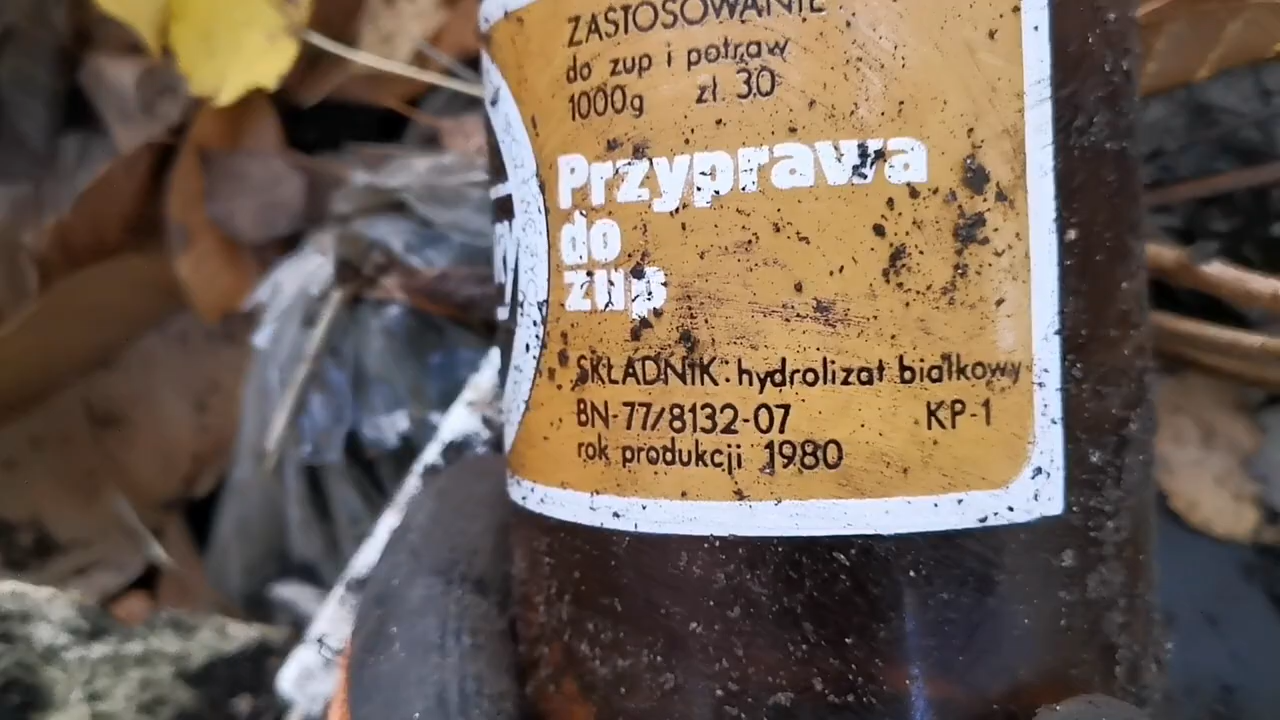 ZASTOSOWANIE
do zup i potraw
1000g zł 30
Przyprawa
do
zup
SKŁADNIK: hydrolizat białkowy
BN-77/8132-07 KP-1
rok produkcji 1980